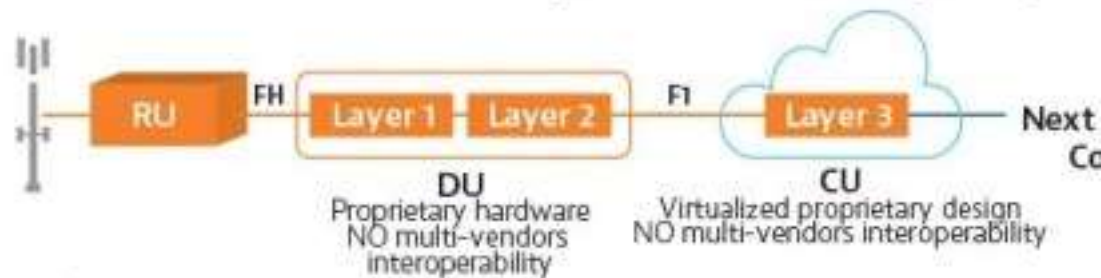 RU
FH
Layer 1
Layer 2
F1
Layer 3
Next
Co
DU
Proprietary hardware
NO multi-vendors
interoperability
CU
Virtualized proprietary design
NO multi-vendors interoperability